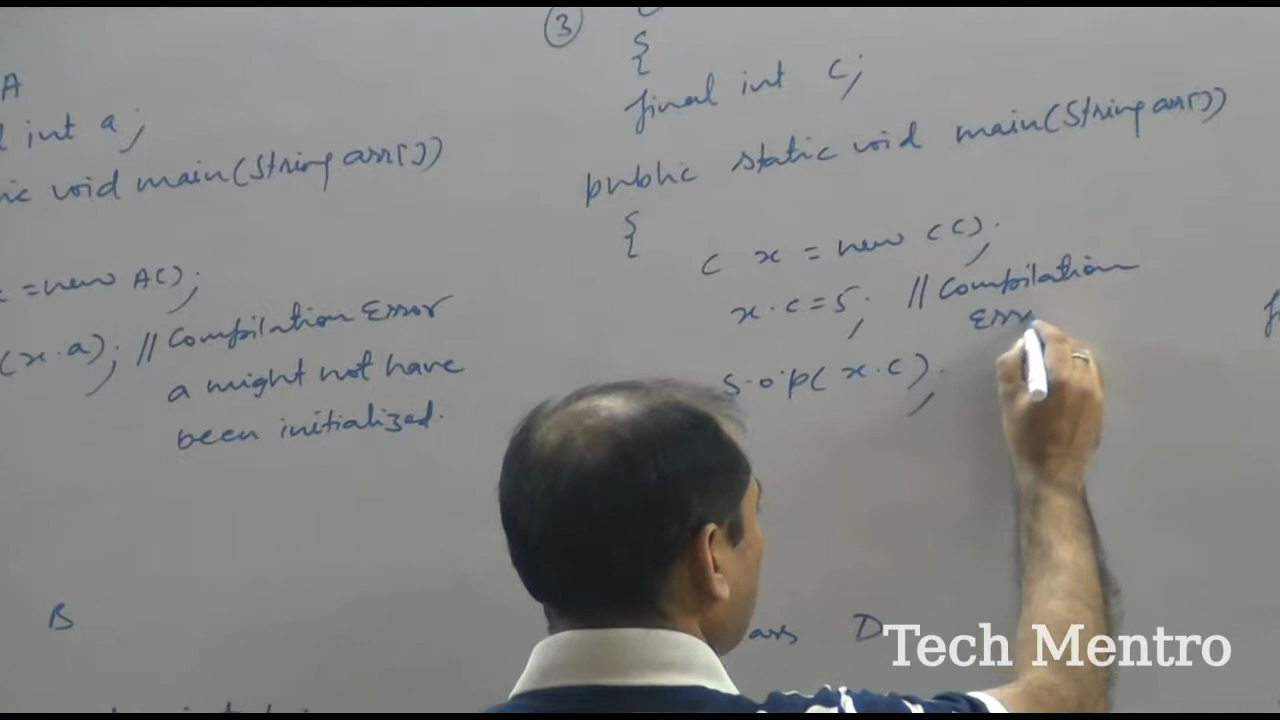 A
int a;
void main(String arr[])
= new A();
(x.a); // Compilation Error
a might not have
been initialized.
B
3
{
final int c;
public static void main(String arr[])
{
C x = new C();
x.c = 5; // Compilation
Err
S.o.p(x.c);
D
Tech Mentro